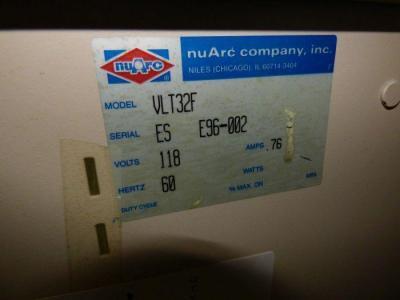 nuArc
nuArc company, inc.
NILES (CHICAGO), IL 60714-3404
MODEL VLT32F
SERIAL ES E96-002
VOLTS 118 AMPS .76
HERTZ 60 WATTS
DUTY CYCLE % MAX. ON MIN.